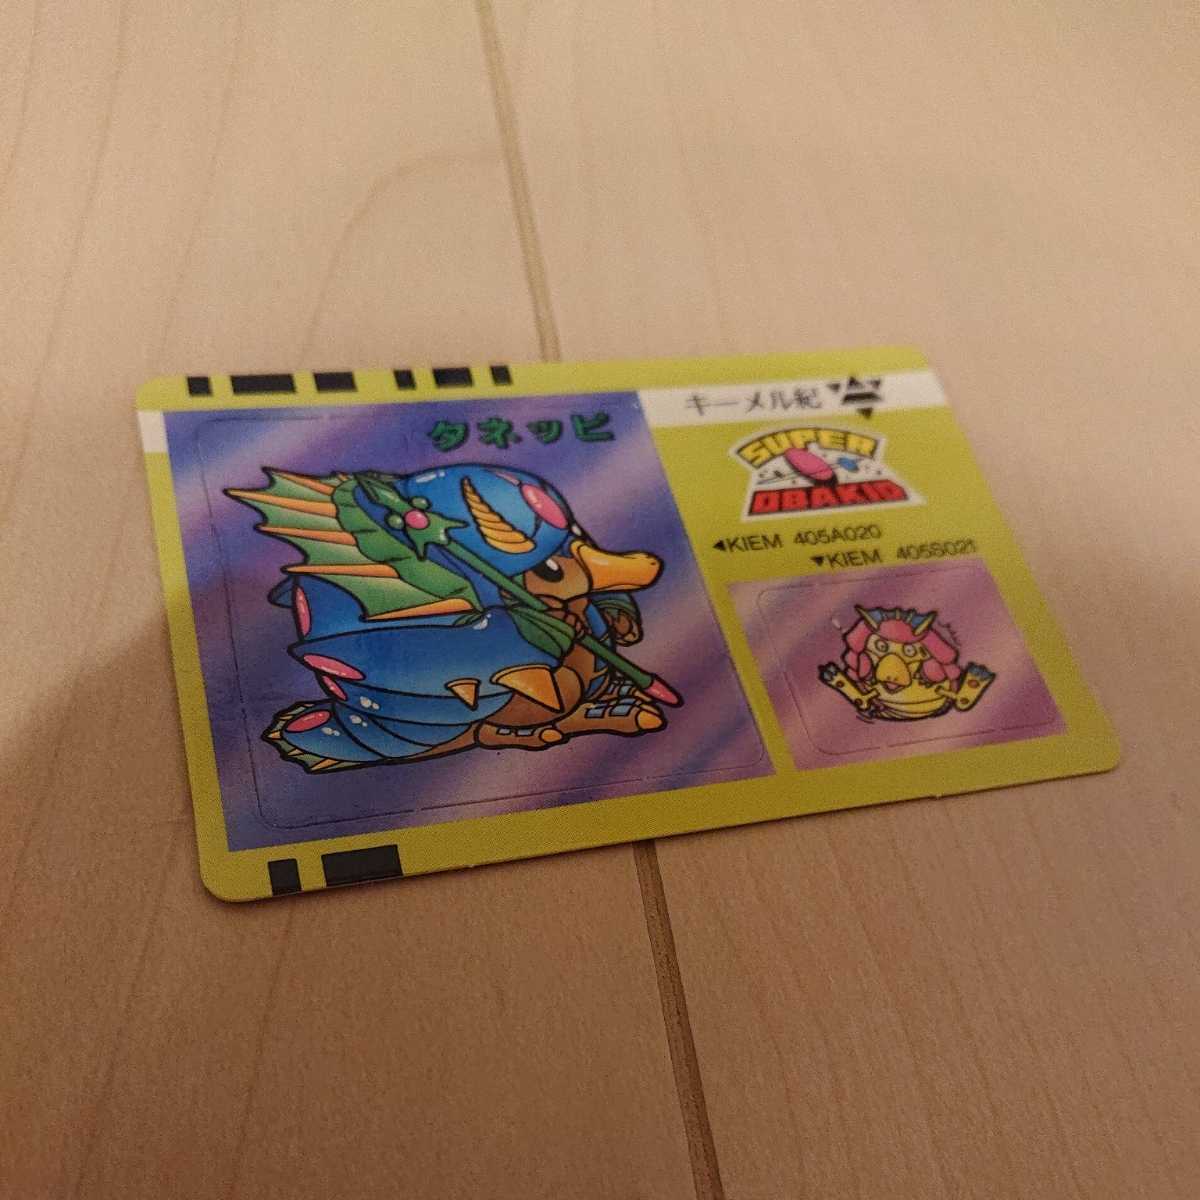 タネッピ
キーメル紀
SUPER
OBAKID
◀KIEM 405A020
▼KIEM 405S021